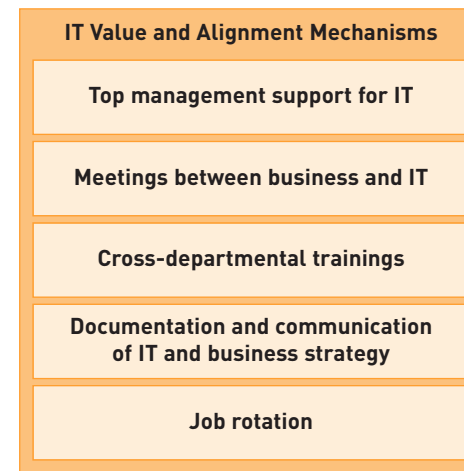 IT Value and Alignment Mechanisms
Top management support for IT
Meetings between business and IT
Cross-departmental trainings
Documentation and communication
of IT and business strategy
Job rotation